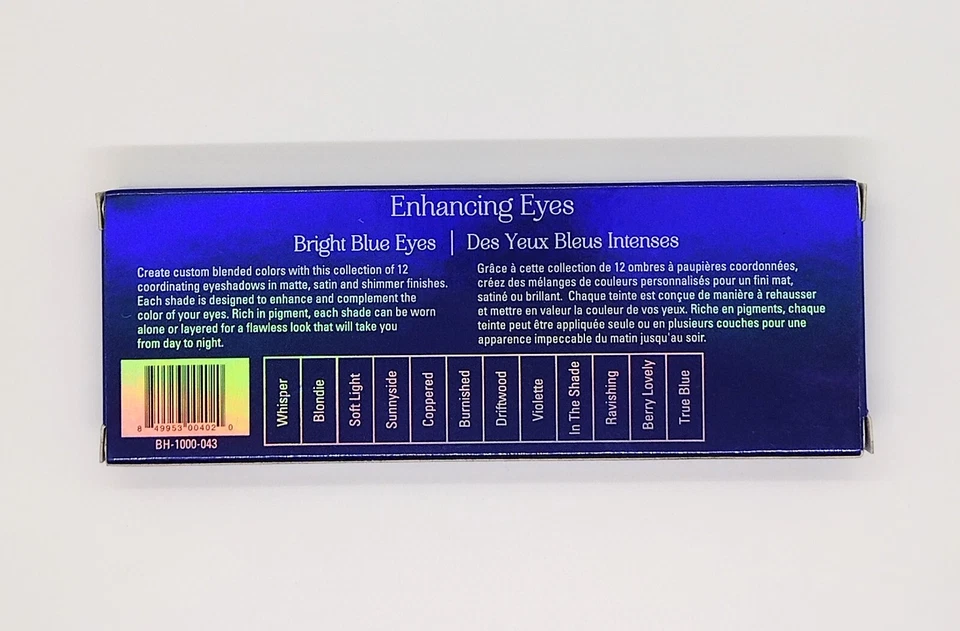 Enhancing Eyes
Bright Blue Eyes | Des Yeux Bleus Intenses
Create custom blended colors with this collection of 12
coordinating eyeshadows in matte, satin and shimmer finishes.
Each shade is designed to enhance and complement the
color of your eyes. Rich in pigment, each shade can be worn
alone or layered for a flawless look that will take you
from day to night.
Grâce à cette collection de 12 ombres à paupières coordonnées,
créez des mélanges de couleurs personnalisés pour un fini mat,
satiné ou brillant. Chaque teinte est conçue de manière à rehausser
et mettre en valeur la couleur de vos yeux. Riche en pigments, chaque
teinte peut être appliquée seule ou en plusieurs couches pour une
apparence impeccable du matin jusqu'au soir.
8 49953 00402 0
BH-1000-043
Whisper
Blondie
Soft Light
Sunnyside
Coppered
Burnished
Driftwood
Violette
In The Shade
Ravishing
Berry Lovely
True Blue